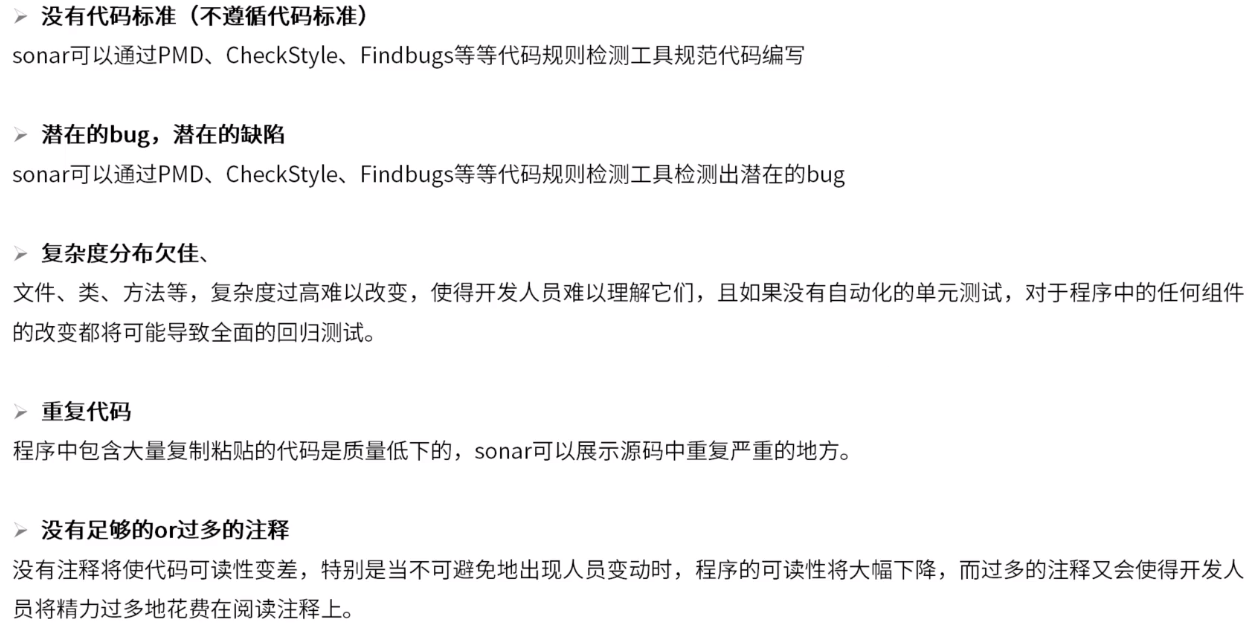 ➢ 没有代码标准（不遵循代码标准）
sonar可以通过PMD、CheckStyle、Findbugs等等代码规则检测工具规范代码编写
➢ 潜在的bug，潜在的缺陷
sonar可以通过PMD、CheckStyle、Findbugs等等代码规则检测工具检测出潜在的bug
➢ 复杂度分布欠佳、
文件、类、方法等，复杂度过高难以改变，使得开发人员难以理解它们，且如果没有自动化的单元测试，对于程序中的任何组件
的改变都将可能导致全面的回归测试。
➢ 重复代码
程序中包含大量复制粘贴的代码是质量低下的，sonar可以展示源码中重复严重的地方。
➢ 没有足够的or过多的注释
没有注释将使代码可读性变差，特别是当不可避免地出现人员变动时，程序的可读性将大幅下降，而过多的注释又会使得开发人
员将精力过多地花费在阅读注释上。